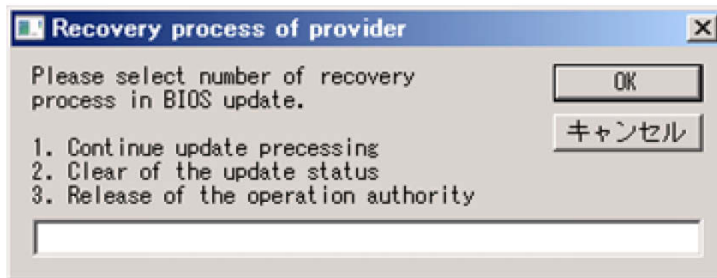 Recovery process of provider
Please select number of recovery
process in BIOS update.
OK
キャンセル
1. Continue update precessing
2. Clear of the update status
3. Release of the operation authority